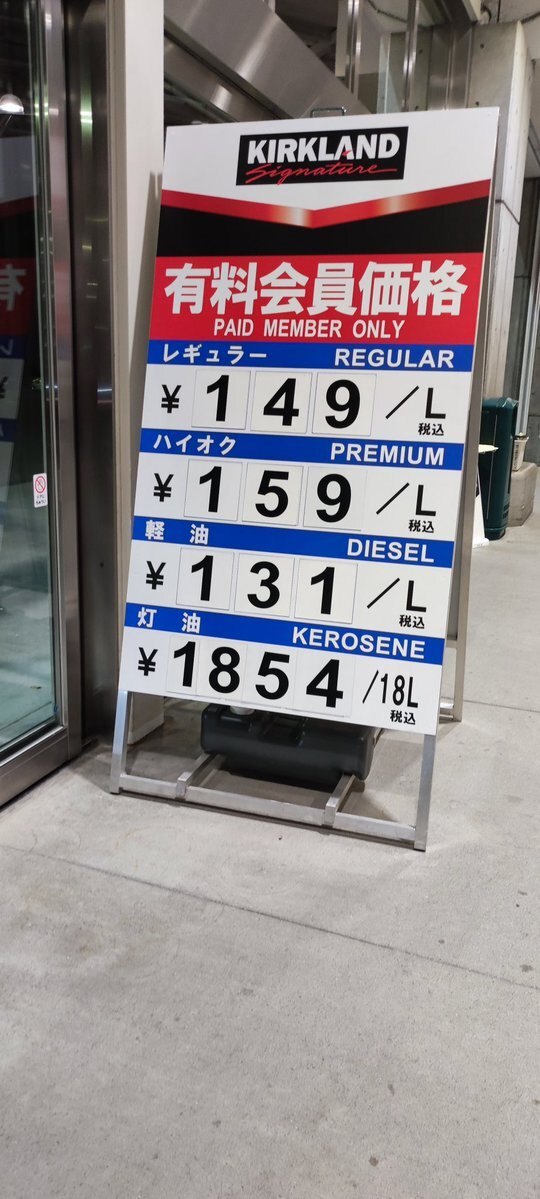 KIRKLAND
Signature
有料会員価格
PAID MEMBER ONLY
レギュラー REGULAR
¥ 149 /L
税込
ハイオク PREMIUM
¥ 159 /L
税込
軽 油 DIESEL
¥ 131 /L
税込
灯 油 KEROSENE
¥ 1854 /18L
税込